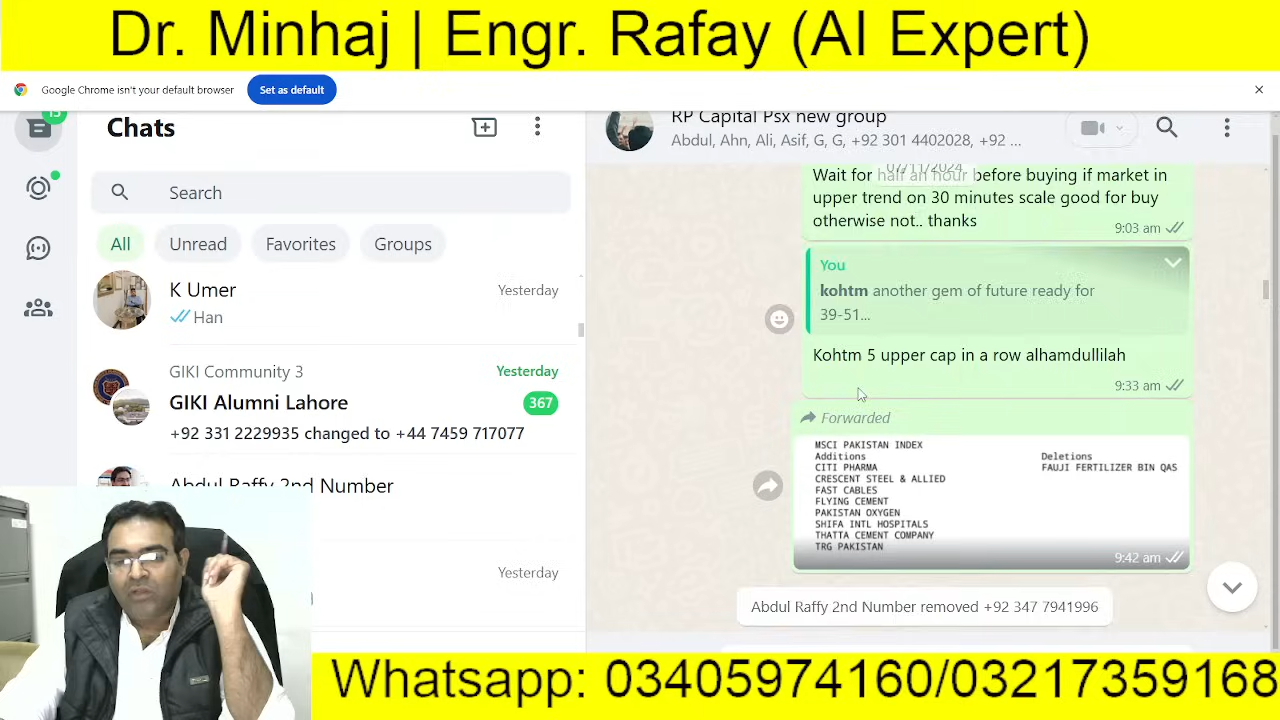 Dr. Minhaj | Engr. Rafay (AI Expert)
Google Chrome isn't your default browser
Set as default
15
Chats
Search
All
Unread
Favorites
Groups
K Umer
Yesterday
Han
GIKI Community 3
Yesterday
GIKI Alumni Lahore
367
+92 331 2229935 changed to +44 7459 717077
Abdul Raffy 2nd Number
Yesterday
RP Capital Psx new group
Abdul, Ahn, Ali, Asif, G, G, +92 301 4402028, +92 ...
07/11/2024
Wait for half an hour before buying if market in
upper trend on 30 minutes scale good for buy
otherwise not.. thanks
9:03 am
You
kohtm another gem of future ready for
39-51...
Kohtm 5 upper cap in a row alhamdullilah
9:33 am
Forwarded
MSCI PAKISTAN INDEX
Additions
Deletions
CITI PHARMA
FAUJI FERTILIZER BIN QAS
CRESCENT STEEL & ALLIED
FAST CABLES
FLYING CEMENT
PAKISTAN OXYGEN
SHIFA INTL HOSPITALS
THATTA CEMENT COMPANY
TRG PAKISTAN
9:42 am
Abdul Raffy 2nd Number removed +92 347 7941996
Whatsapp: 03405974160/03217359168